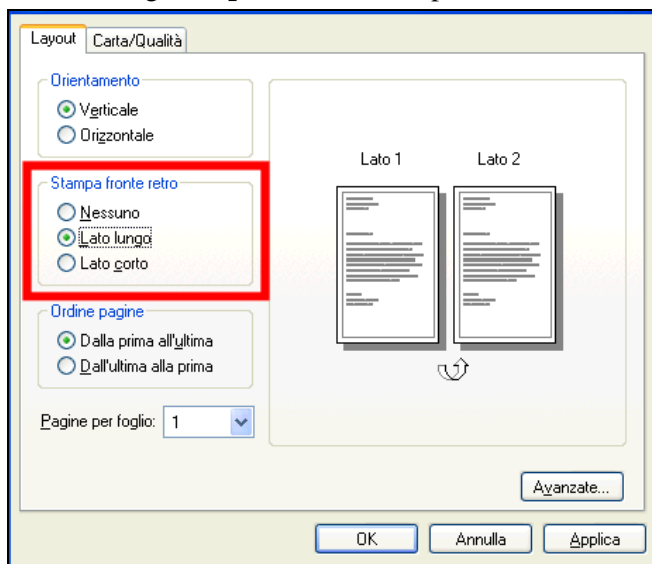 Layout
Carta/Qualità
Orientamento
Verticale
Orizzontale
Stampa fronte retro
Nessuno
Lato lungo
Lato corto
Ordine pagine
Dalla prima all'ultima
Dall'ultima alla prima
Pagine per foglio: 1
Lato 1 Lato 2
Avanzate...
OK Annulla Applica